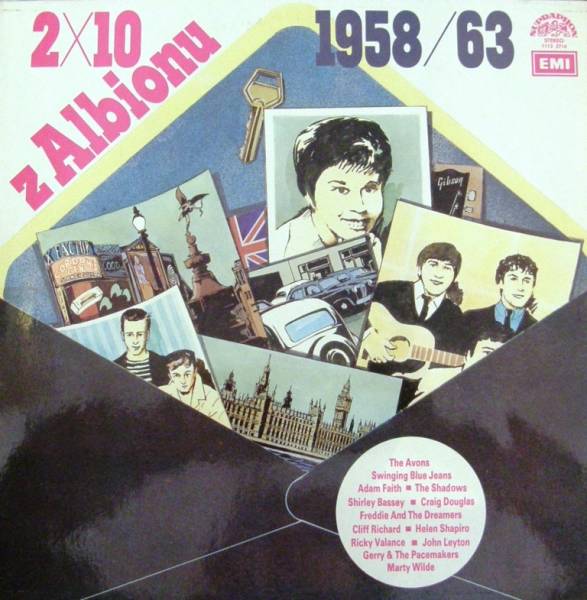 2×10
z Albionu
1958/63
SUPRAPHON
STEREO
EMI
Gibson
The Avons
Swinging Blue Jeans
Adam Faith ■ The Shadows
Shirley Bassey ■ Craig Douglas
Freddie And The Dreamers
Cliff Richard ■ Helen Shapiro
Ricky Valance ■ John Leyton
Gerry & The Pacemakers
Marty Wilde